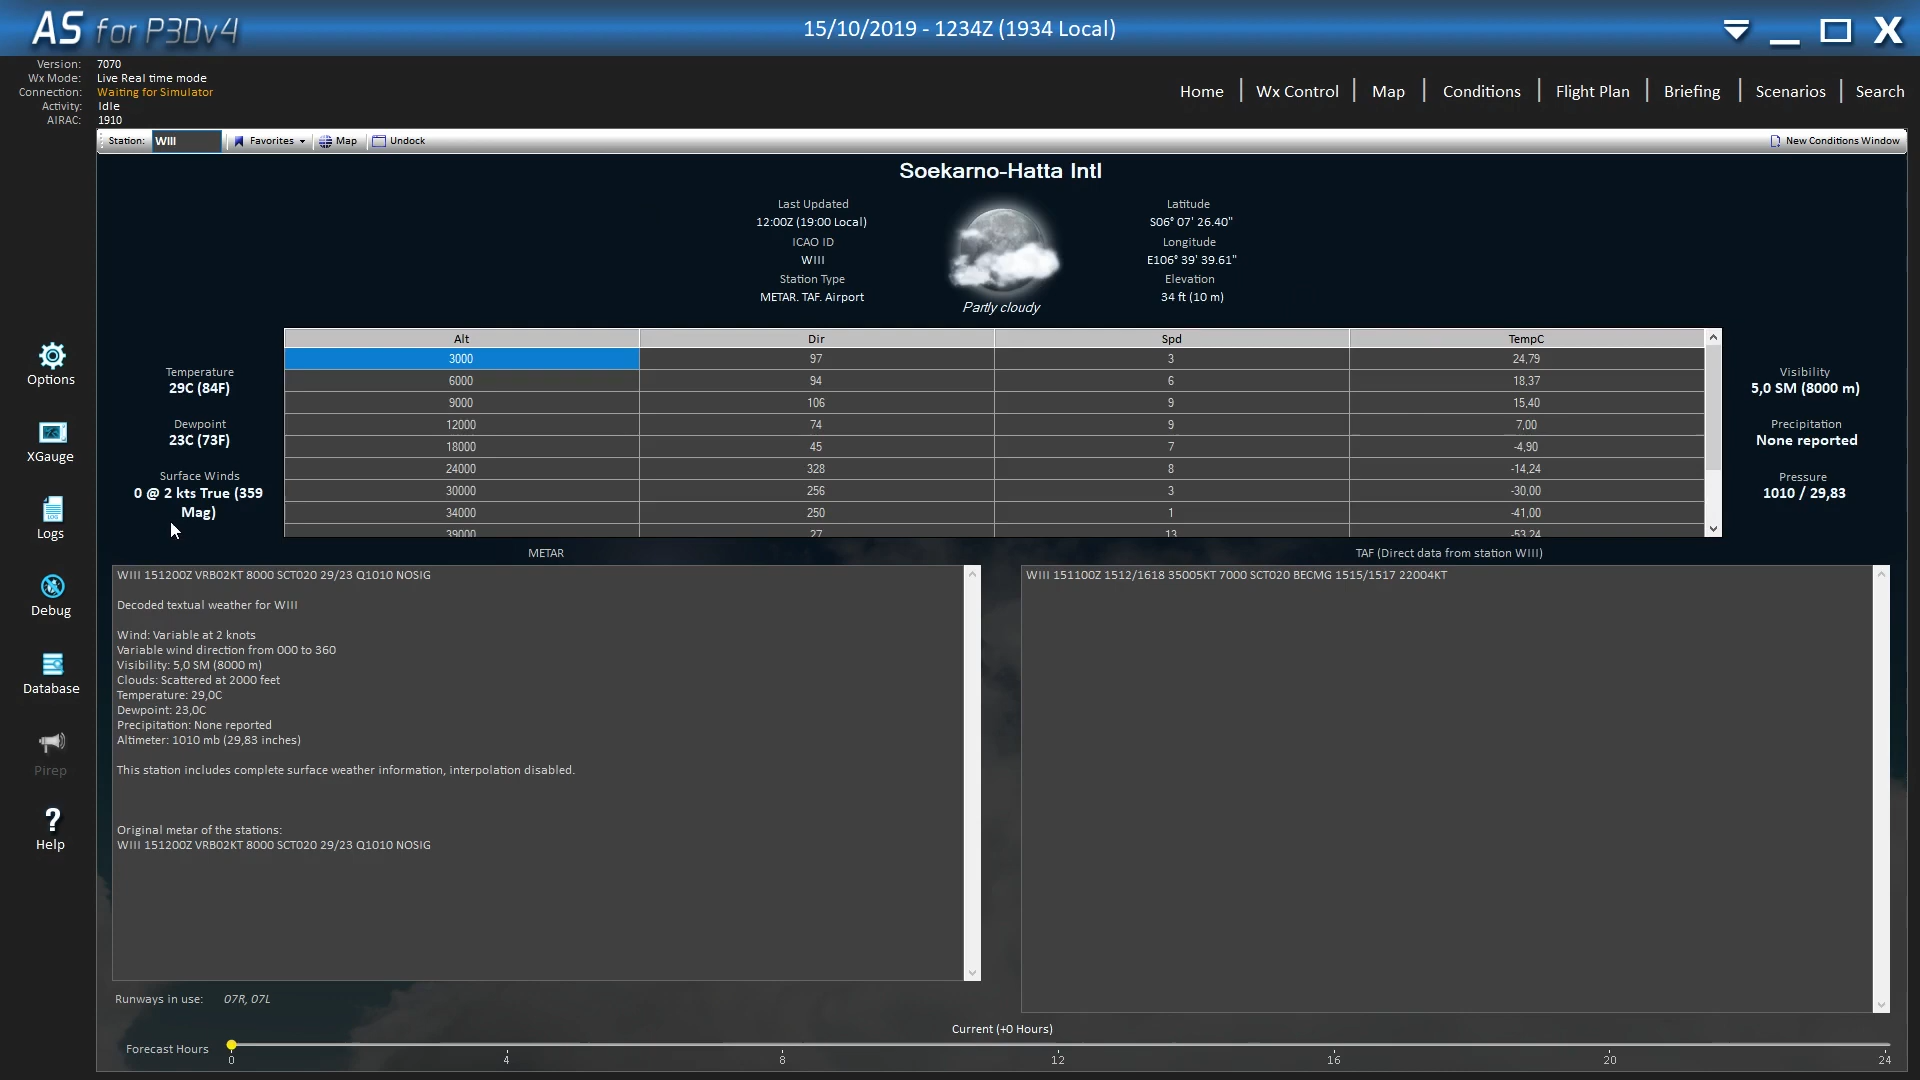 AS for P3Dv4
15/10/2019 - 1234Z (1934 Local)
X
Version: 7070
Wx Mode: Live Real time mode
Connection: Waiting for Simulator
Activity: Idle
AIRAC: 1910
Home | Wx Control | Map | Conditions | Flight Plan | Briefing | Scenarios | Search
Station: WIII Favorites Map Undock New Conditions Window
Soekarno-Hatta Intl
Last Updated
12:00Z (19:00 Local)
ICAO ID
WIII
Station Type
METAR. TAF. Airport
Partly cloudy
Latitude
S06° 07' 26.40"
Longitude
E106° 39' 39.61"
Elevation
34 ft (10 m)
Options
XGauge
Logs
LOG
Debug
Database
Pirep
?
Help
Temperature
29C (84F)
Dewpoint
23C (73F)
Surface Winds
0 @ 2 kts True (359
Mag)
Alt Dir Spd TempC
3000 97 3 24,79
6000 94 6 18,37
9000 106 9 15,40
12000 74 9 7,00
18000 45 7 -4,90
24000 328 8 -14,24
30000 256 3 -30,00
34000 250 1 -41,00
39000 27 13 -53,24
Visibility
5,0 SM (8000 m)
Precipitation
None reported
Pressure
1010 / 29,83
METAR
WIII 151200Z VRB02KT 8000 SCT020 29/23 Q1010 NOSIG
Decoded textual weather for WIII
Wind: Variable at 2 knots
Variable wind direction from 000 to 360
Visibility: 5,0 SM (8000 m)
Clouds: Scattered at 2000 feet
Temperature: 29,0C
Dewpoint: 23,0C
Precipitation: None reported
Altimeter: 1010 mb (29,83 inches)
This station includes complete surface weather information, interpolation disabled.
Original metar of the stations:
WIII 151200Z VRB02KT 8000 SCT020 29/23 Q1010 NOSIG
TAF (Direct data from station WIII)
WIII 151100Z 1512/1618 35005KT 7000 SCT020 BECMG 1515/1517 22004KT
Runways in use: 07R, 07L
Current (+0 Hours)
Forecast Hours
0 4 8 12 16 20 24